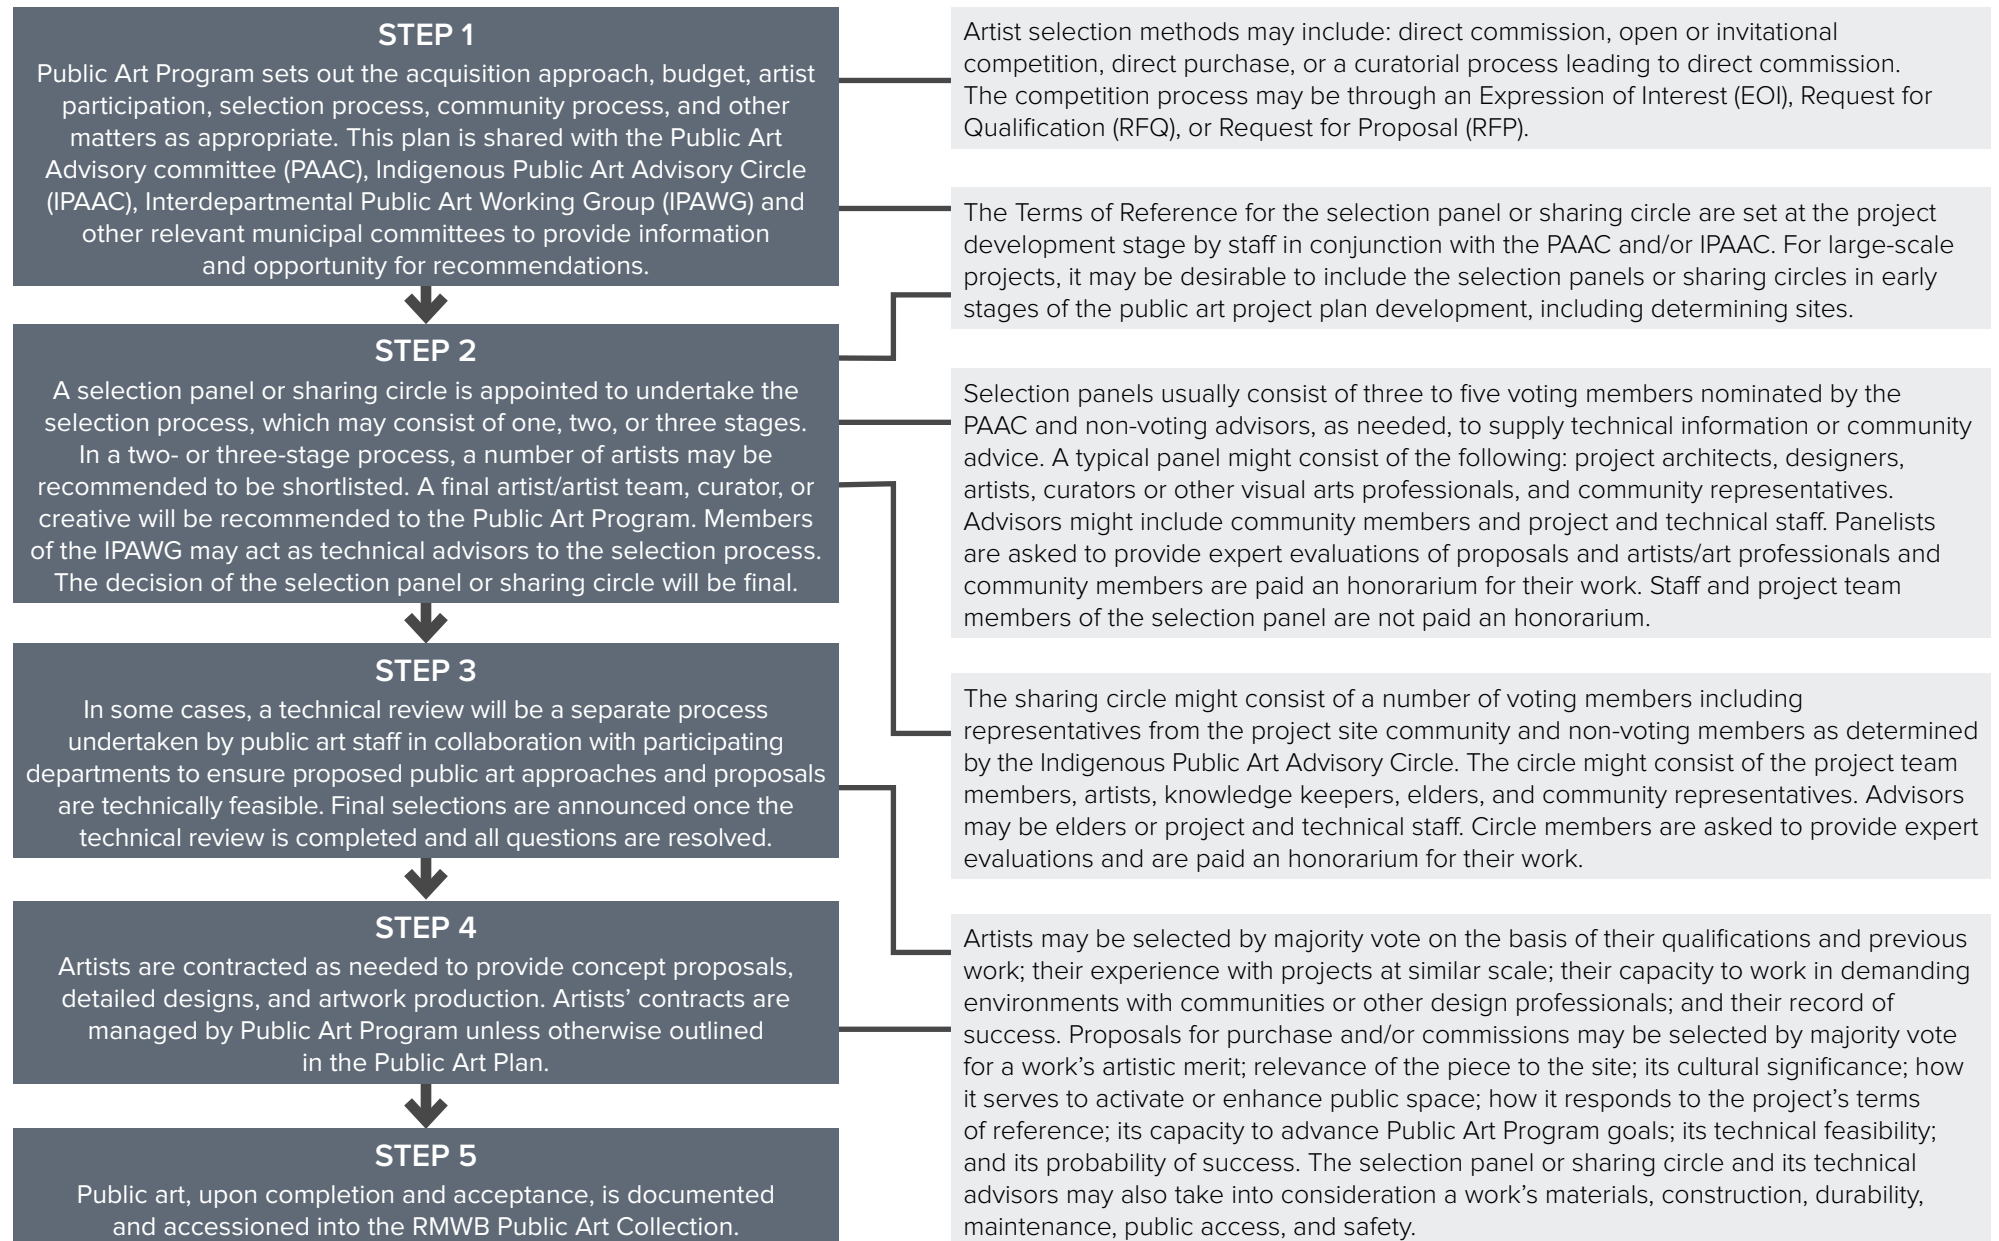 STEP 1
Public Art Program sets out the acquisition approach, budget, artist
participation, selection process, community process, and other
matters as appropriate. This plan is shared with the Public Art
Advisory committee (PAAC), Indigenous Public Art Advisory Circle
(IPAAC), Interdepartmental Public Art Working Group (IPAWG) and
other relevant municipal committees to provide information
and opportunity for recommendations.
STEP 2
A selection panel or sharing circle is appointed to undertake the
selection process, which may consist of one, two, or three stages.
In a two- or three-stage process, a number of artists may be
recommended to be shortlisted. A final artist/artist team, curator, or
creative will be recommended to the Public Art Program. Members
of the IPAWG may act as technical advisors to the selection process.
The decision of the selection panel or sharing circle will be final.
STEP 3
In some cases, a technical review will be a separate process
undertaken by public art staff in collaboration with participating
departments to ensure proposed public art approaches and proposals
are technically feasible. Final selections are announced once the
technical review is completed and all questions are resolved.
STEP 4
Artists are contracted as needed to provide concept proposals,
detailed designs, and artwork production. Artists' contracts are
managed by Public Art Program unless otherwise outlined
in the Public Art Plan.
STEP 5
Public art, upon completion and acceptance, is documented
and accessioned into the RMWB Public Art Collection.
Artist selection methods may include: direct commission, open or invitational
competition, direct purchase, or a curatorial process leading to direct commission.
The competition process may be through an Expression of Interest (EOI), Request for
Qualification (RFQ), or Request for Proposal (RFP).
The Terms of Reference for the selection panel or sharing circle are set at the project
development stage by staff in conjunction with the PAAC and/or IPAAC. For large-scale
projects, it may be desirable to include the selection panels or sharing circles in early
stages of the public art project plan development, including determining sites.
Selection panels usually consist of three to five voting members nominated by the
PAAC and non-voting advisors, as needed, to supply technical information or community
advice. A typical panel might consist of the following: project architects, designers,
artists, curators or other visual arts professionals, and community representatives.
Advisors might include community members and project and technical staff. Panelists
are asked to provide expert evaluations of proposals and artists/art professionals and
community members are paid an honorarium for their work. Staff and project team
members of the selection panel are not paid an honorarium.
The sharing circle might consist of a number of voting members including
representatives from the project site community and non-voting members as determined
by the Indigenous Public Art Advisory Circle. The circle might consist of the project team
members, artists, knowledge keepers, elders, and community representatives. Advisors
may be elders or project and technical staff. Circle members are asked to provide expert
evaluations and are paid an honorarium for their work.
Artists may be selected by majority vote on the basis of their qualifications and previous
work; their experience with projects at similar scale; their capacity to work in demanding
environments with communities or other design professionals; and their record of
success. Proposals for purchase and/or commissions may be selected by majority vote
for a work's artistic merit; relevance of the piece to the site; its cultural significance; how
it serves to activate or enhance public space; how it responds to the project's terms
of reference; its capacity to advance Public Art Program goals; its technical feasibility;
and its probability of success. The selection panel or sharing circle and its technical
advisors may also take into consideration a work's materials, construction, durability,
maintenance, public access, and safety.